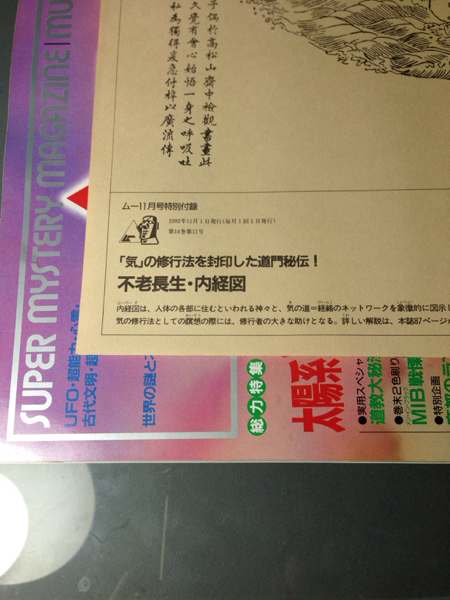 子偶於高松山齋中檢觀書畫此
久覺有會心始悟一身之呼吸吐
私為獨得爰急付梓以廣流傳
ムー11月号特別付録
1992年11月1日発行(毎月1回1日発行)
第14巻第11号
「気」の修行法を封印した道門秘伝!
不老長生・内経図
内経図は、人体の各部に住むといわれる神々と、気の道=経絡のネットワークを象徴的に図示し
気の修行法としての瞑想の際には、修行者の大きな助けとなる。詳しい解説は、本誌87ページか
SUPER MYSTERY MAGAZINE | MU
UFO・超能力・心霊・
古代文明・超
世界の謎と
総力特集
太陽系
●実用スペシャ
道教大秘
●巻末2色刷り
MIB戦慄
●特別企画